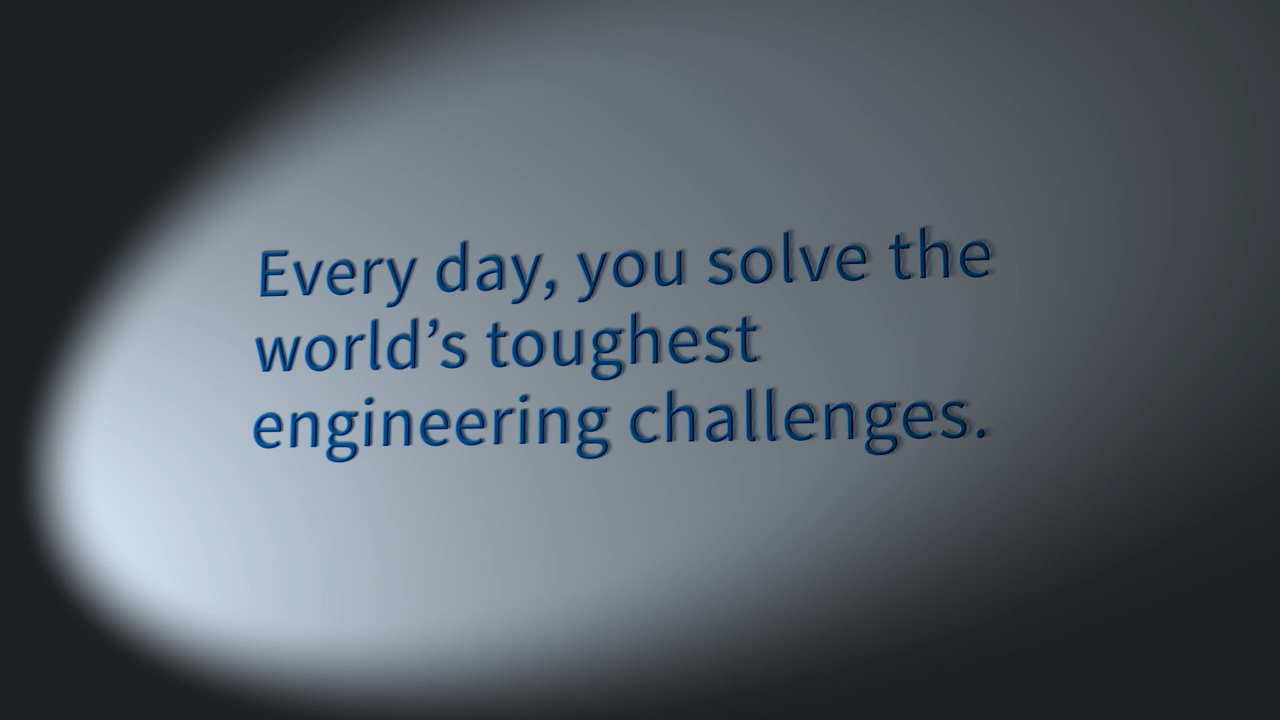 Every day, you solve the
world’s toughest
engineering challenges.